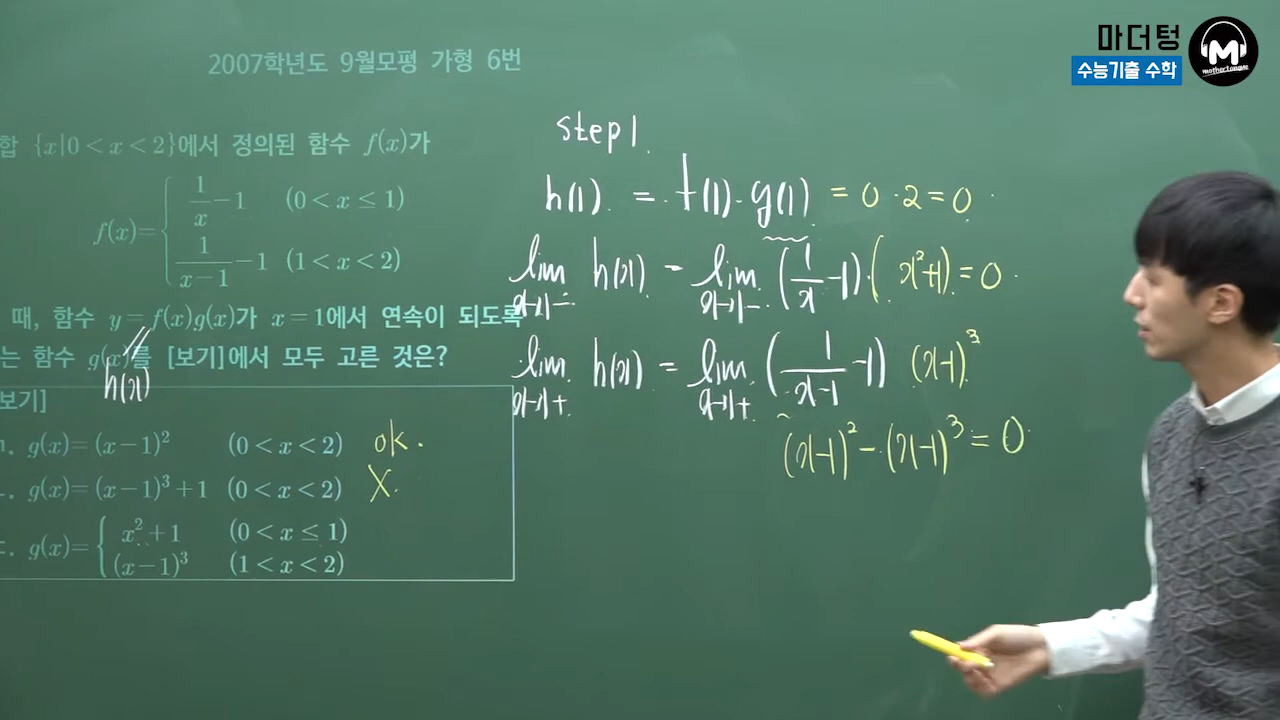 마더텅
수능기출 수학
M
mothertongue
2007학년도 9월모평 가형 6번
합 {x|0<x<2}에서 정의된 함수 f(x)가
f(x)= { 1/x −1 (0<x≤1)
1/(x−1) −1 (1<x<2)
때, 함수 y=f(x)g(x)가 x=1에서 연속이 되도록
는 함수 g(x)를 [보기]에서 모두 고른 것은?
h(x)
보기]
ㄱ. g(x)=(x−1)² (0<x<2) ok.
ㄴ. g(x)=(x−1)³+1 (0<x<2) X.
ㄷ. g(x)= { x²+1 (0<x≤1)
(x−1)³ (1<x<2)
step 1.
h(1) = f(1)·g(1) = 0·2=0
lim x→1− h(x) = lim x→1− (1/x −1)·(x²+1)=0
lim x→1+ h(x) = lim x→1+ (1/(x−1) −1) (x−1)³
(x−1)²−(x−1)³=0